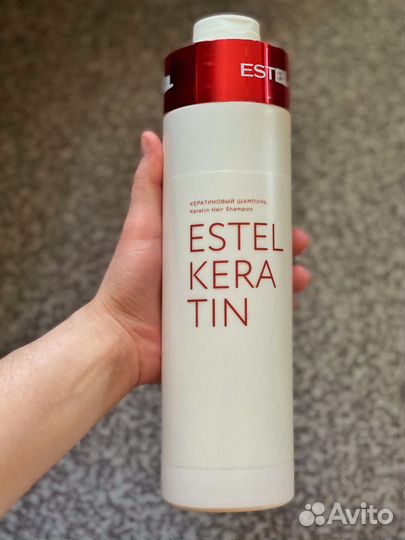 ESTEL
КЕРАТИНОВЫЙ ШАМПУНЬ
Keratin Hair Shampoo
ESTEL
KERA
TIN
Avito